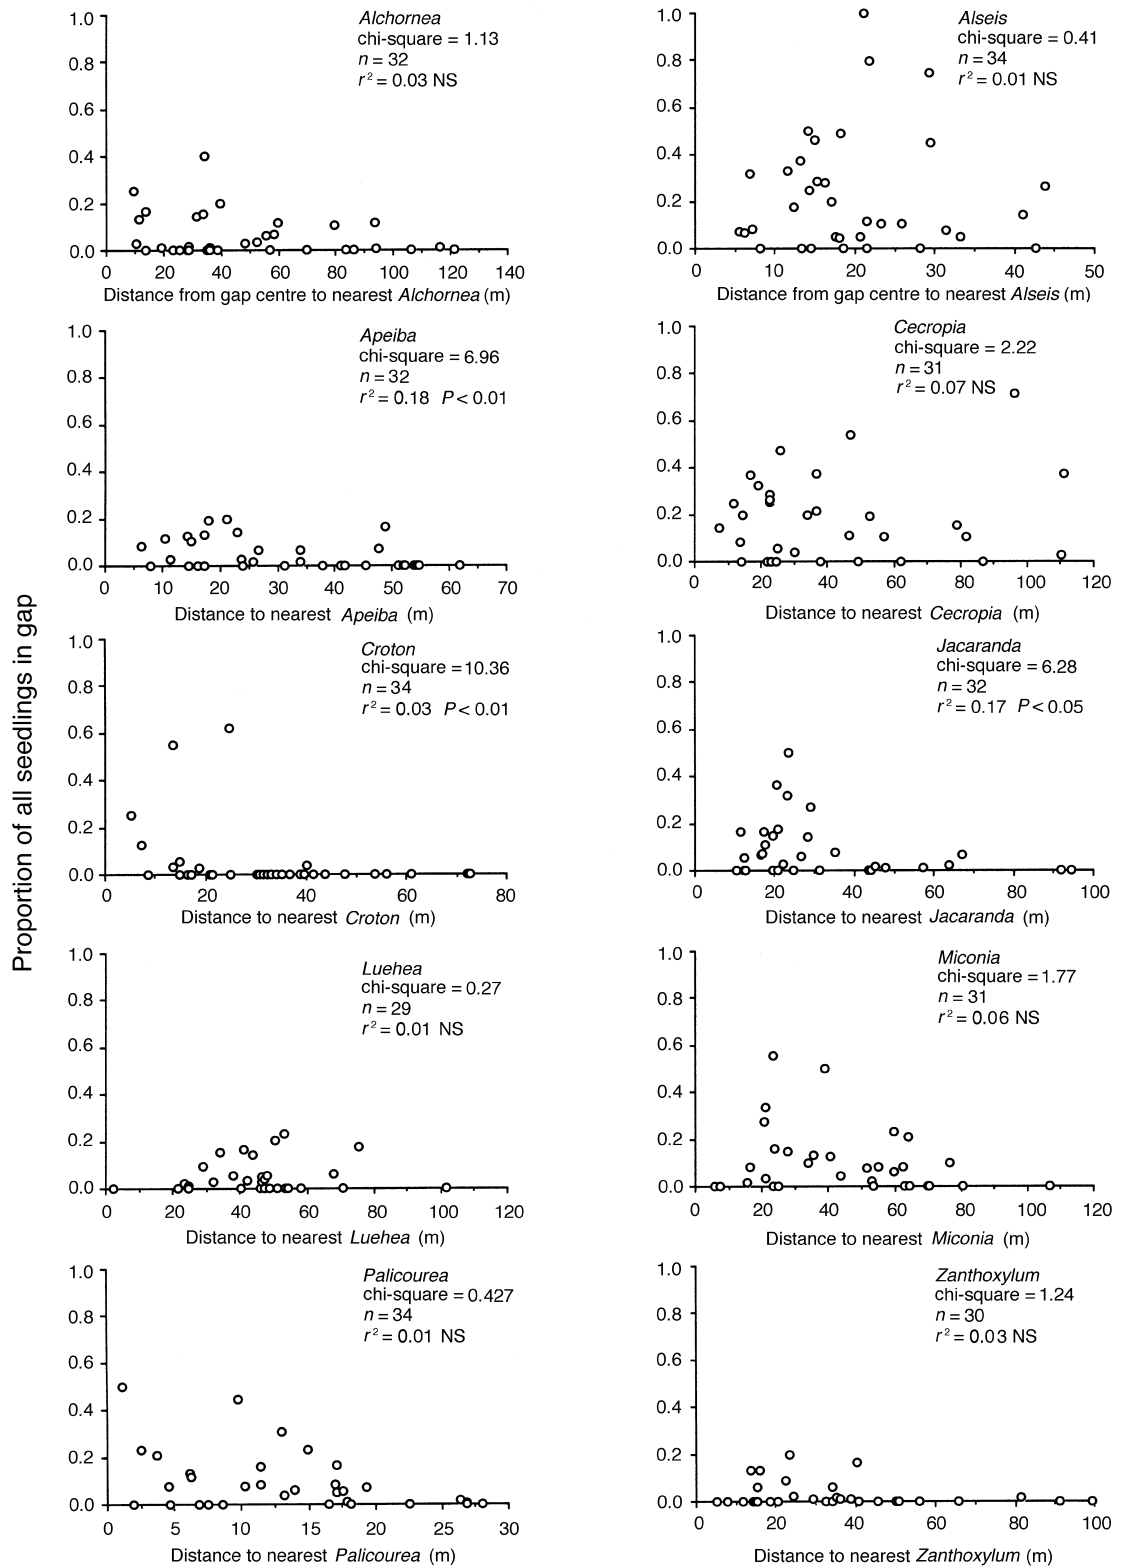 Proportion of all seedlings in gap
Alchornea
chi-square = 1.13
n = 32
r² = 0.03 NS
1.0
0.8
0.6
0.4
0.2
0.0
0 20 40 60 80 100 120 140
Distance from gap centre to nearest Alchornea (m)
Alseis
chi-square = 0.41
n = 34
r² = 0.01 NS
1.0
0.8
0.6
0.4
0.2
0.0
0 10 20 30 40 50
Distance from gap centre to nearest Alseis (m)
Apeiba
chi-square = 6.96
n = 32
r² = 0.18 P < 0.01
1.0
0.8
0.6
0.4
0.2
0.0
0 10 20 30 40 50 60 70
Distance to nearest Apeiba (m)
Cecropia
chi-square = 2.22
n = 31
r² = 0.07 NS
1.0
0.8
0.6
0.4
0.2
0.0
0 20 40 60 80 100 120
Distance to nearest Cecropia (m)
Croton
chi-square = 10.36
n = 34
r² = 0.03 P < 0.01
1.0
0.8
0.6
0.4
0.2
0.0
0 20 40 60 80
Distance to nearest Croton (m)
Jacaranda
chi-square = 6.28
n = 32
r² = 0.17 P < 0.05
1.0
0.8
0.6
0.4
0.2
0.0
0 20 40 60 80 100
Distance to nearest Jacaranda (m)
Luehea
chi-square = 0.27
n = 29
r² = 0.01 NS
1.0
0.8
0.6
0.4
0.2
0.0
0 20 40 60 80 100 120
Distance to nearest Luehea (m)
Miconia
chi-square = 1.77
n = 31
r² = 0.06 NS
1.0
0.8
0.6
0.4
0.2
0.0
0 20 40 60 80 100 120
Distance to nearest Miconia (m)
Palicourea
chi-square = 0.427
n = 34
r² = 0.01 NS
1.0
0.8
0.6
0.4
0.2
0.0
0 5 10 15 20 25 30
Distance to nearest Palicourea (m)
Zanthoxylum
chi-square = 1.24
n = 30
r² = 0.03 NS
1.0
0.8
0.6
0.4
0.2
0.0
0 20 40 60 80 100
Distance to nearest Zanthoxylum (m)